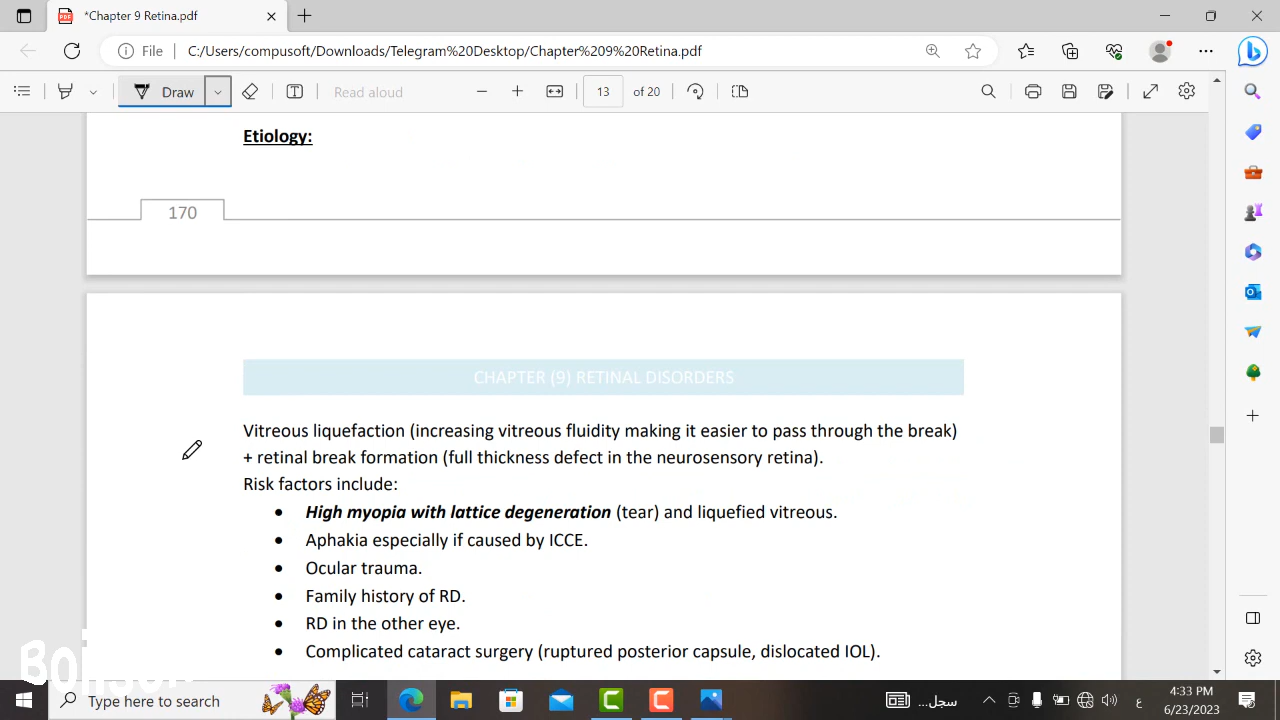 *Chapter 9 Retina.pdf
File
C:/Users/compusoft/Downloads/Telegram%20Desktop/Chapter%209%20Retina.pdf
Draw
Read aloud
13
of 20
Etiology:
170
CHAPTER (9) RETINAL DISORDERS
Vitreous liquefaction (increasing vitreous fluidity making it easier to pass through the break)
+ retinal break formation (full thickness defect in the neurosensory retina).
Risk factors include:
• High myopia with lattice degeneration (tear) and liquefied vitreous.
• Aphakia especially if caused by ICCE.
• Ocular trauma.
• Family history of RD.
• RD in the other eye.
• Complicated cataract surgery (ruptured posterior capsule, dislocated IOL).
Type here to search
سجل...
ع
4:33 PM
6/23/2023